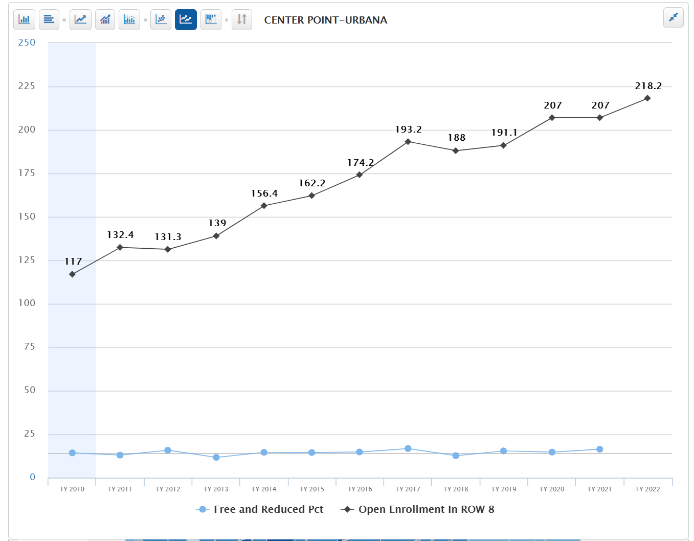 CENTER POINT-URBANA
250
225
200
175
150
125
100
75
50
25
0
117
132.4
131.3
139
156.4
162.2
174.2
193.2
188
191.1
207
207
218.2
FY 2010
FY 2011
FY 2012
FY 2013
FY 2014
FY 2015
FY 2016
FY 2017
FY 2018
FY 2019
FY 2020
FY 2021
FY 2022
Free and Reduced Pct
Open Enrollment In ROW 8